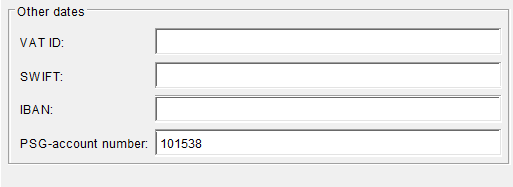 Other dates
VAT ID:
SWIFT:
IBAN:
PSG-account number: 101538